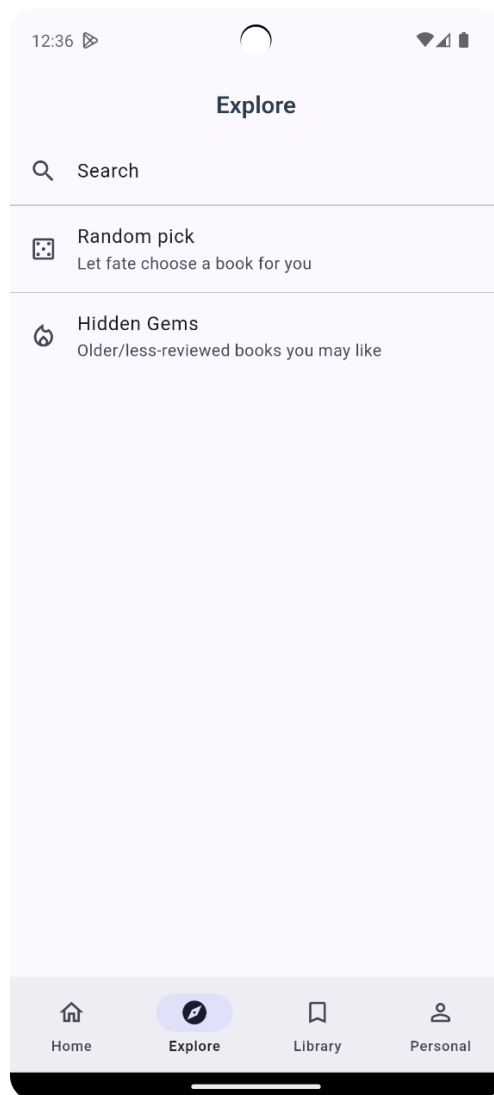 12:36
Explore
Search
Random pick
Let fate choose a book for you
Hidden Gems
Older/less-reviewed books you may like
Home
Explore
Library
Personal